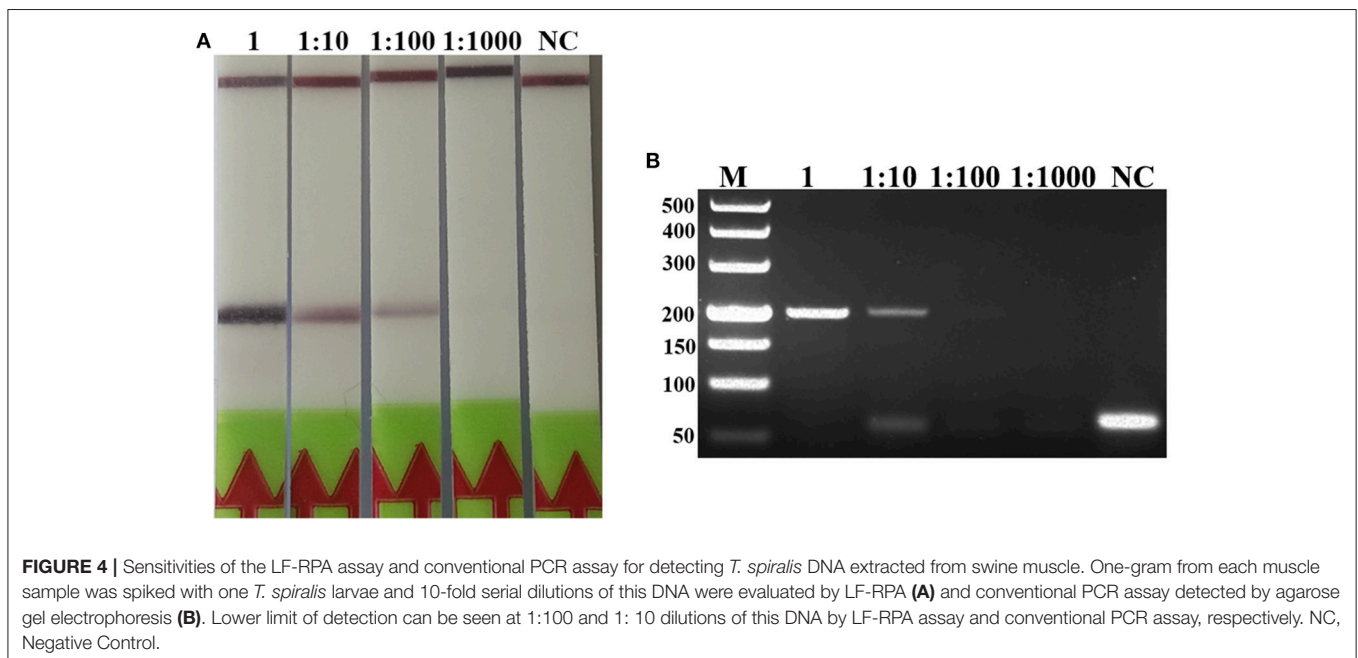 A 1 1:10 1:100 1:1000 NC
B M 1 1:10 1:100 1:1000 NC
500
400
300
200
150
100
50
FIGURE 4 | Sensitivities of the LF-RPA assay and conventional PCR assay for detecting T. spiralis DNA extracted from swine muscle. One-gram from each muscle
sample was spiked with one T. spiralis larvae and 10-fold serial dilutions of this DNA were evaluated by LF-RPA (A) and conventional PCR assay detected by agarose
gel electrophoresis (B). Lower limit of detection can be seen at 1:100 and 1: 10 dilutions of this DNA by LF-RPA assay and conventional PCR assay, respectively. NC,
Negative Control.